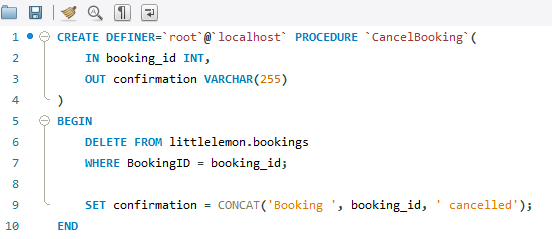 1 CREATE DEFINER=`root`@`localhost` PROCEDURE `CancelBooking`(
2 IN booking_id INT,
3 OUT confirmation VARCHAR(255)
4 )
5 BEGIN
6 DELETE FROM littlelemon.bookings
7 WHERE BookingID = booking_id;
8
9 SET confirmation = CONCAT('Booking ', booking_id, ' cancelled');
10 END